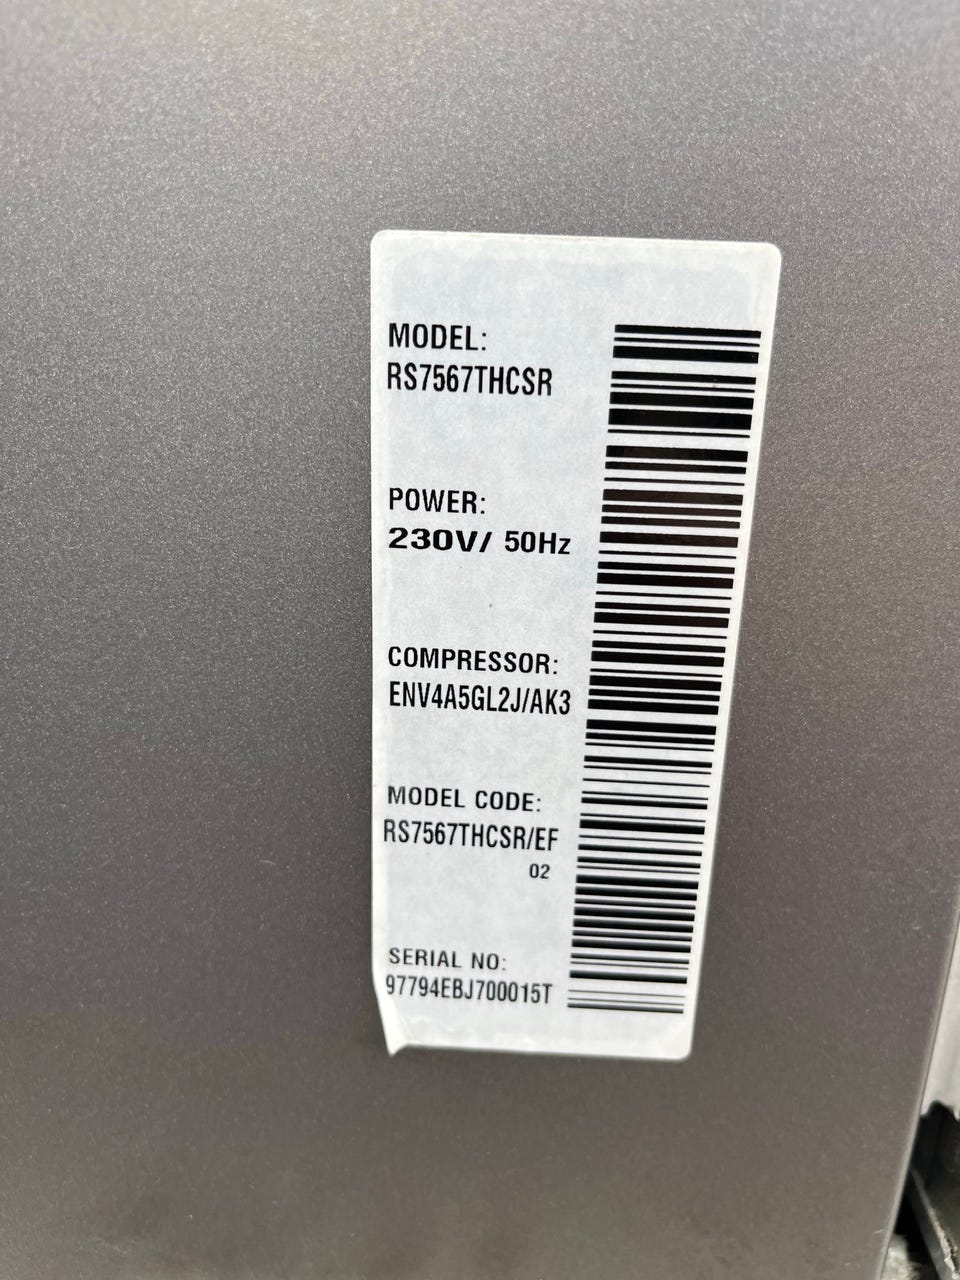 MODEL:
RS7567THCSR
POWER:
230V/ 50Hz
COMPRESSOR:
ENV4A5GL2J/AK3
MODEL CODE:
RS7567THCSR/EF
02
SERIAL NO:
97794EBJ700015T